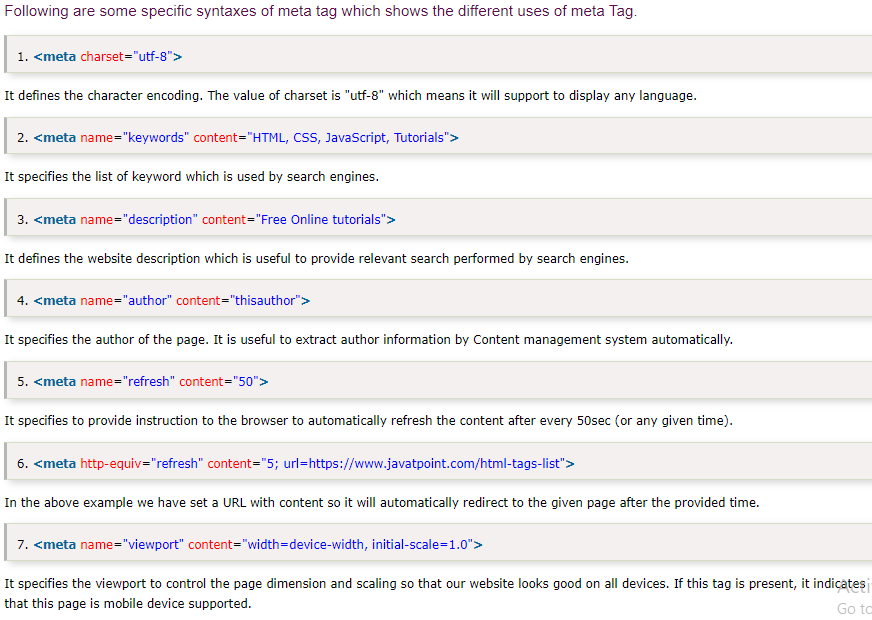 Following are some specific syntaxes of meta tag which shows the different uses of meta Tag.
1. <meta charset="utf-8">
It defines the character encoding. The value of charset is "utf-8" which means it will support to display any language.
2. <meta name="keywords" content="HTML, CSS, JavaScript, Tutorials">
It specifies the list of keyword which is used by search engines.
3. <meta name="description" content="Free Online tutorials">
It defines the website description which is useful to provide relevant search performed by search engines.
4. <meta name="author" content="thisauthor">
It specifies the author of the page. It is useful to extract author information by Content management system automatically.
5. <meta name="refresh" content="50">
It specifies to provide instruction to the browser to automatically refresh the content after every 50sec (or any given time).
6. <meta http-equiv="refresh" content="5; url=https://www.javatpoint.com/html-tags-list">
In the above example we have set a URL with content so it will automatically redirect to the given page after the provided time.
7. <meta name="viewport" content="width=device-width, initial-scale=1.0">
It specifies the viewport to control the page dimension and scaling so that our website looks good on all devices. If this tag is present, it indicates
that this page is mobile device supported.
Go to